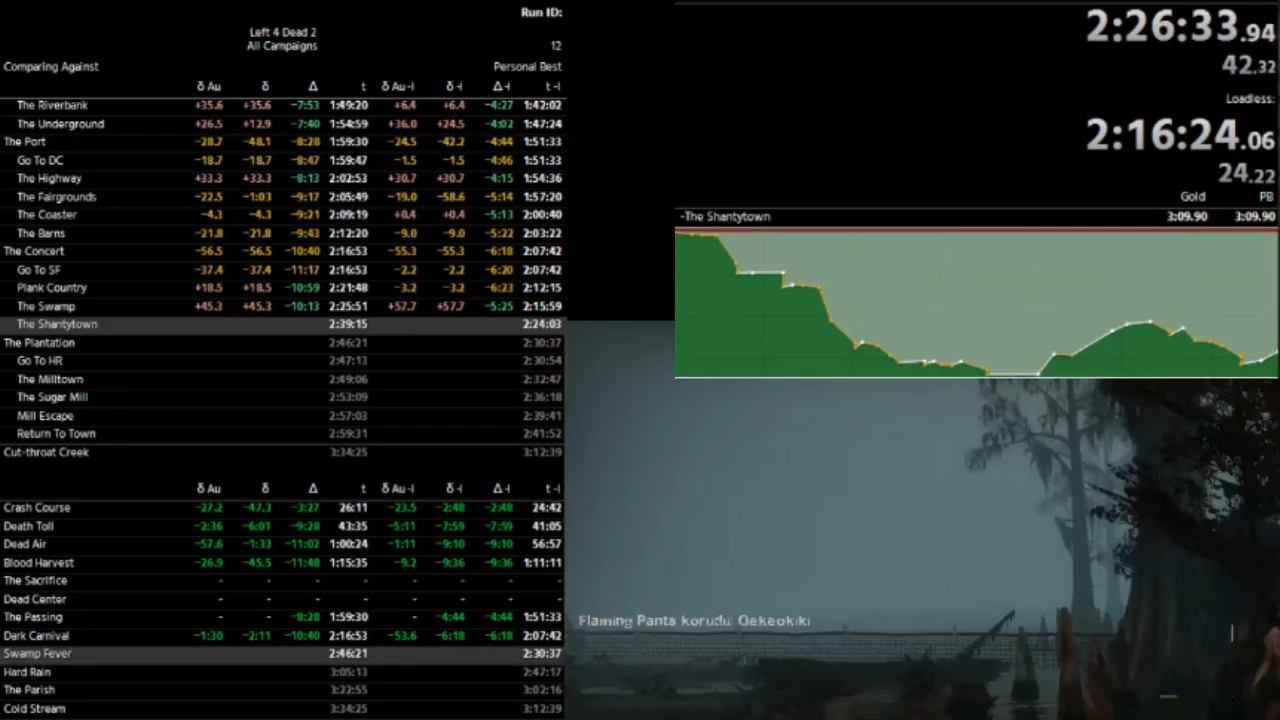 Run ID:
Left 4 Dead 2
All Campaigns 12
Comparing Against Personal Best
δ Au δ Δ t δ Au-l δ-l Δ-l t-l
The Riverbank +35.6 +35.6 −7:53 1:49:20 +6.4 +6.4 −4:27 1:42:02
The Underground +26.5 +12.9 −7:40 1:54:59 +36.0 +24.5 −4:02 1:47:24
The Port −28.7 −48.1 −8:28 1:59:30 −24.5 −42.2 −4:44 1:51:33
Go To DC −18.7 −18.7 −8:47 1:59:47 −1.5 −1.5 −4:46 1:51:33
The Highway +33.3 +33.3 −8:13 2:02:53 +30.7 +30.7 −4:15 1:54:36
The Fairgrounds −22.5 −1:03 −9:17 2:05:49 −19.0 −58.6 −5:14 1:57:20
The Coaster −4.3 −4.3 −9:21 2:09:19 +0.4 +0.4 −5:13 2:00:40
The Barns −21.8 −21.8 −9:43 2:12:20 −9.0 −9.0 −5:22 2:03:22
The Concert −56.5 −56.5 −10:40 2:16:53 −55.3 −55.3 −6:18 2:07:42
Go To SF −37.4 −37.4 −11:17 2:16:53 −2.2 −2.2 −6:20 2:07:42
Plank Country +18.5 +18.5 −10:59 2:21:48 −3.2 −3.2 −6:23 2:12:15
The Swamp +45.3 +45.3 −10:13 2:25:51 +57.7 +57.7 −5:25 2:15:59
The Shantytown 2:39:15 2:24:03
The Plantation 2:46:21 2:30:37
Go To HR 2:47:13 2:30:54
The Milltown 2:49:06 2:32:47
The Sugar Mill 2:53:09 2:36:18
Mill Escape 2:57:03 2:39:41
Return To Town 2:59:31 2:41:52
Cut-throat Creek 3:34:25 3:12:39
δ Au δ Δ t δ Au-l δ-l Δ-l t-l
Crash Course −27.2 −47.3 −3:27 26:11 −23.5 −2:48 −2:48 24:42
Death Toll −2:36 −6:01 −9:28 43:35 −5:11 −7:59 −7:59 41:05
Dead Air −57.6 −1:33 −11:02 1:00:24 −1:11 −9:10 −9:10 56:57
Blood Harvest −26.9 −45.5 −11:48 1:15:35 −9.2 −9:36 −9:36 1:11:11
The Sacrifice - - - - - - - -
Dead Center - - - - - - - -
The Passing - - −8:28 1:59:30 - −4:44 −4:44 1:51:33
Dark Carnival −1:30 −2:11 −10:40 2:16:53 −53.6 −6:18 −6:18 2:07:42
Swamp Fever 2:46:21 2:30:37
Hard Rain 3:05:13 2:47:17
The Parish 3:22:55 3:02:16
Cold Stream 3:34:25 3:12:39
2:26:33.94
42.32
Loadless:
2:16:24.06
24.22
Gold PB
-The Shantytown 3:09.90 3:09.90
Flaming Panta korudu: Oekeokiki